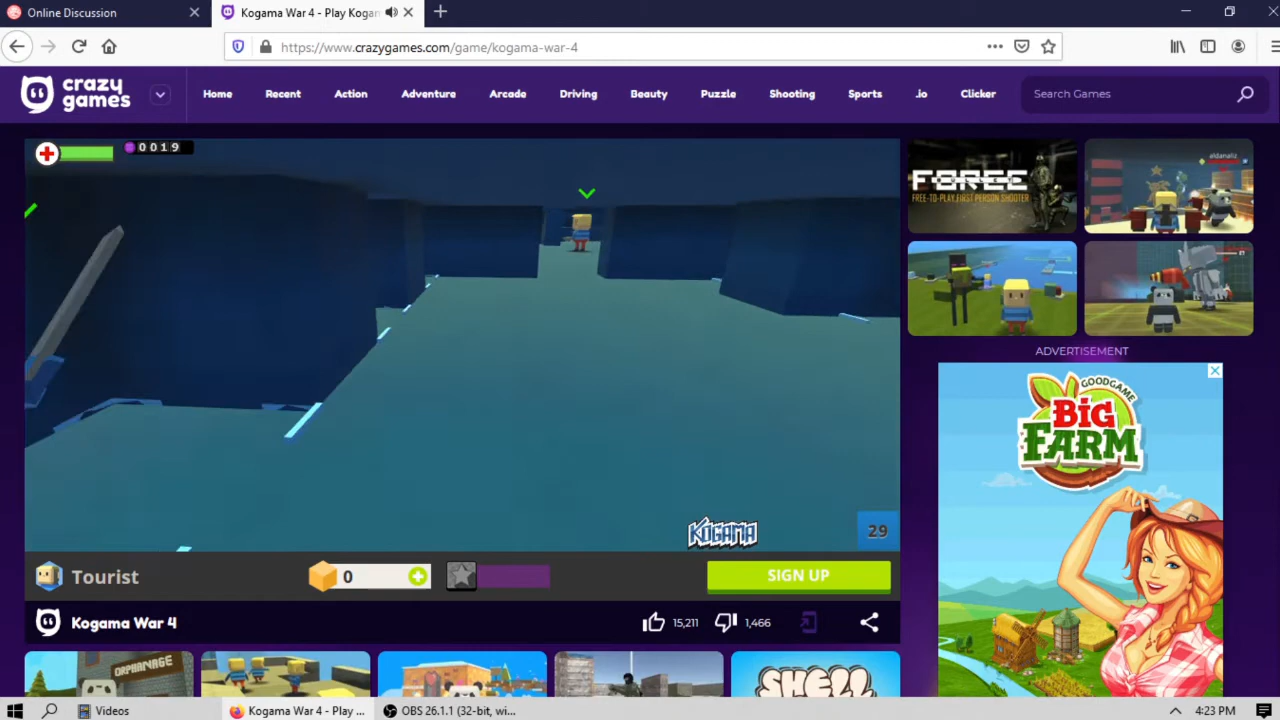 Online Discussion
Kogama War 4 - Play Kogan
https://www.crazygames.com/game/kogama-war-4
crazy games
Home
Recent
Action
Adventure
Arcade
Driving
Beauty
Puzzle
Shooting
Sports
.io
Clicker
Search Games
0019
FORCE
FREE-TO-PLAY FIRST PERSON SHOOTER
aldanaliz
ADVERTISEMENT
GOODGAME
BIG
FARM
KOGAMA
29
Tourist
0
SIGN UP
Kogama War 4
15,211
1,466
ORPHANAGE
SHELL
Videos
Kogama War 4 - Play ...
OBS 26.1.1 (32-bit, wi...
4:23 PM